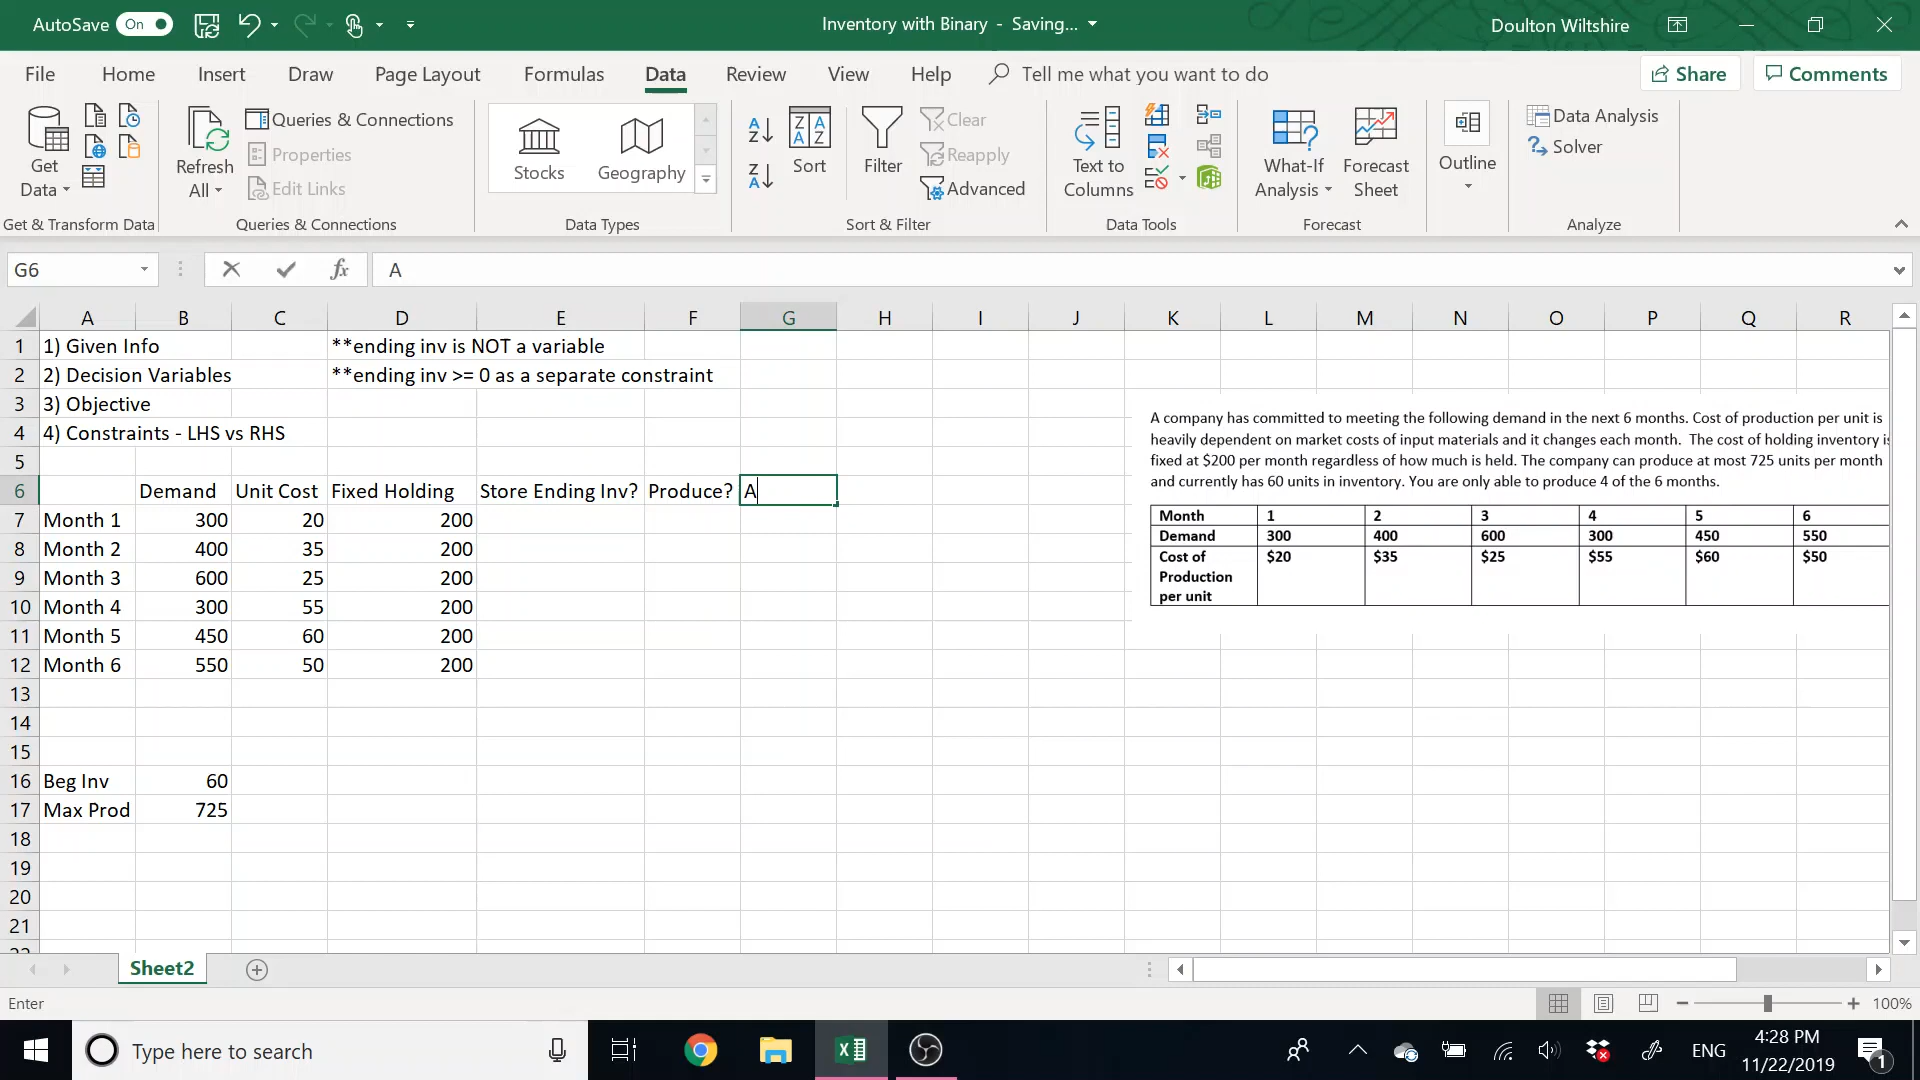 AutoSave On Inventory with Binary - Saving... Doulton Wiltshire
File Home Insert Draw Page Layout Formulas Data Review View Help Tell me what you want to do Share Comments
Get Data
Refresh All
Queries & Connections
Properties
Edit Links
Stocks Geography
A Z
Z A
Z A A Z
Sort
Filter
Clear
Reapply
Advanced
Text to Columns
What-If Analysis
Forecast Sheet
Outline
Data Analysis
Solver
Get & Transform Data Queries & Connections Data Types Sort & Filter Data Tools Forecast Analyze
G6 fx A
A B C D E F G H I J K L M N O P Q R
1 1) Given Info **ending inv is NOT a variable
2 2) Decision Variables **ending inv >= 0 as a separate constraint
3 3) Objective
4 4) Constraints - LHS vs RHS
5
6 Demand Unit Cost Fixed Holding Store Ending Inv? Produce? A
7 Month 1 300 20 200
8 Month 2 400 35 200
9 Month 3 600 25 200
10 Month 4 300 55 200
11 Month 5 450 60 200
12 Month 6 550 50 200
13
14
15
16 Beg Inv 60
17 Max Prod 725
18
19
20
21
A company has committed to meeting the following demand in the next 6 months. Cost of production per unit is
heavily dependent on market costs of input materials and it changes each month. The cost of holding inventory is
fixed at $200 per month regardless of how much is held. The company can produce at most 725 units per month
and currently has 60 units in inventory. You are only able to produce 4 of the 6 months.
Month 1 2 3 4 5 6
Demand 300 400 600 300 450 550
Cost of $20 $35 $25 $55 $60 $50
Production
per unit
Sheet2
Enter 100%
Type here to search
ENG
4:28 PM
11/22/2019
1